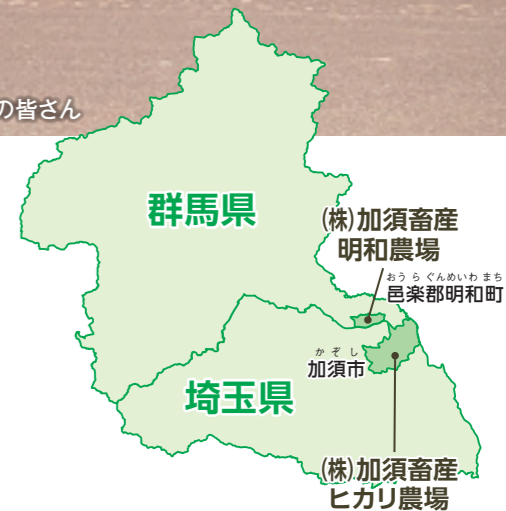 の皆さん
群馬県
(株)加須畜産
明和農場
おうらぐんめいわまち
邑楽郡明和町
かぞし
加須市
埼玉県
(株)加須畜産
ヒカリ農場